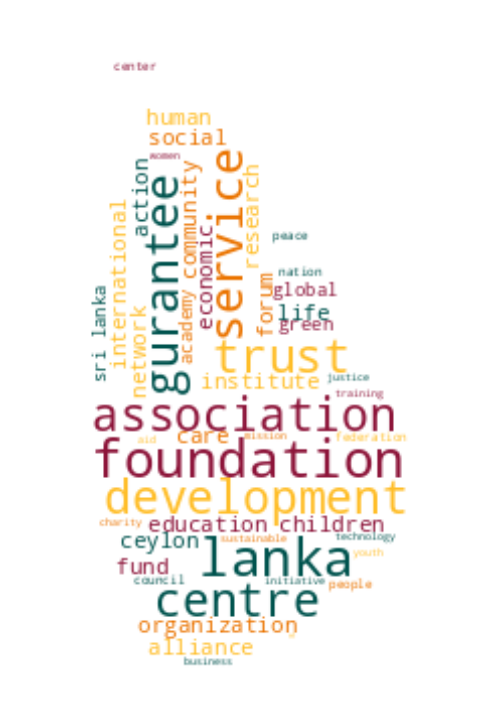 center
human
social
women
action
community
service
research
gurantee
international
economic
peace
academy
nation
sri lanka
network
forum
global
life
green
trust
institute
justice
training
association
aid
care
mission
federation
foundation
development
charity
education
children
ceylon
sustainable
technology
lanka
youth
fund
council
initiative
people
centre
organization
alliance
business